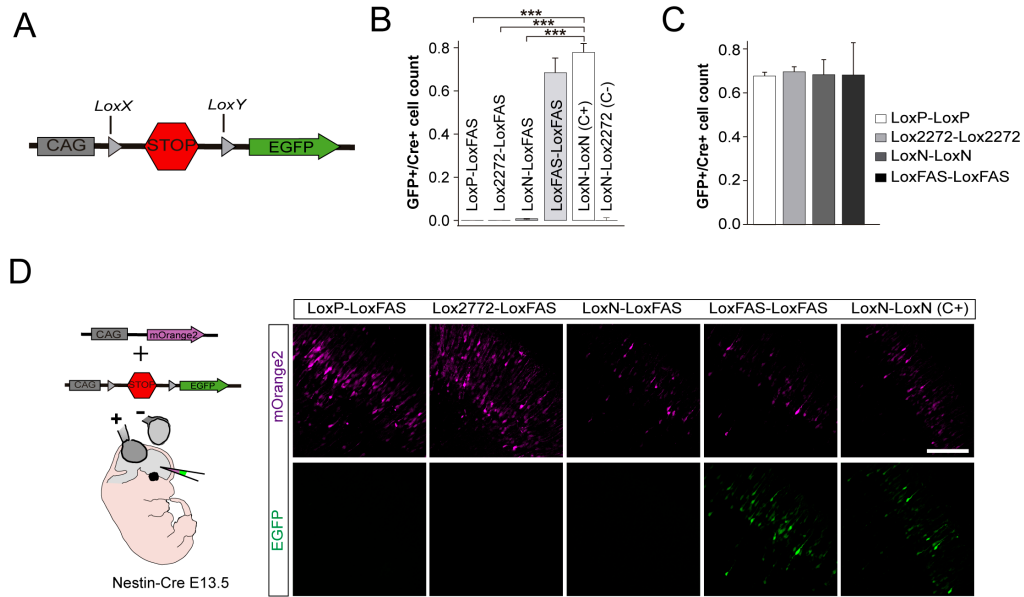 A
LoxX
LoxY
CAG
STOP
EGFP
B
GFP+/Cre+ cell count
0.8
0.6
0.4
0.2
0.0
***
***
***
LoxP-LoxFAS
Lox2272-LoxFAS
LoxN-LoxFAS
LoxFAS-LoxFAS
LoxN-LoxN (C+)
LoxN-Lox2272 (C-)
C
GFP+/Cre+ cell count
0.8
0.6
0.4
0.2
0.0
LoxP-LoxP
Lox2272-Lox2272
LoxN-LoxN
LoxFAS-LoxFAS
D
CAG
mOrange2
+
CAG
STOP
EGFP
+
-
Nestin-Cre E13.5
LoxP-LoxFAS
Lox2772-LoxFAS
LoxN-LoxFAS
LoxFAS-LoxFAS
LoxN-LoxN (C+)
mOrange2
EGFP